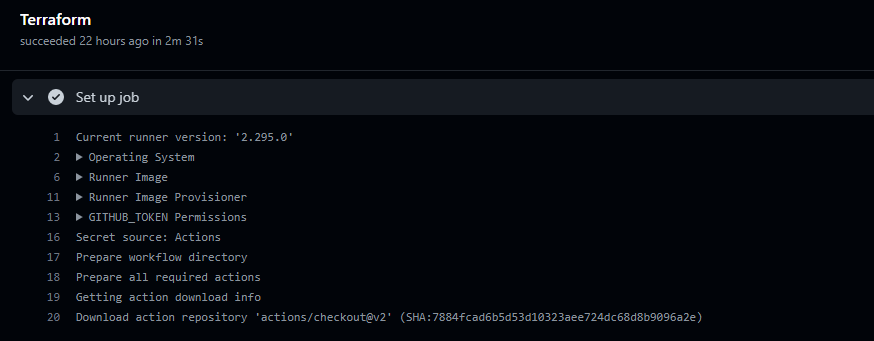 Terraform
succeeded 22 hours ago in 2m 31s
Set up job
1 Current runner version: '2.295.0'
2 Operating System
6 Runner Image
11 Runner Image Provisioner
13 GITHUB_TOKEN Permissions
16 Secret source: Actions
17 Prepare workflow directory
18 Prepare all required actions
19 Getting action download info
20 Download action repository 'actions/checkout@v2' (SHA:7884fcad6b5d53d10323aee724dc68d8b9096a2e)